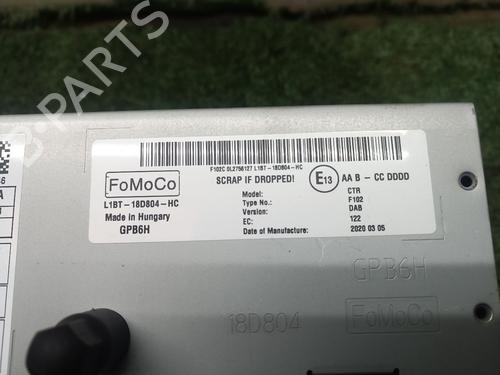 B PARTS
F102C 0L2756127 L1BT-18D804-HC
FoMoCo
SCRAP IF DROPPED!
E13
AA B - CC DDDD
L1BT-18D804-HC
Made in Hungary
GPB6H
Model: CTR
Type No.: F102
Version: DAB
EC: 122
Date of Manufacture: 2020 03 05
GPB6H
18D804
FoMoCo